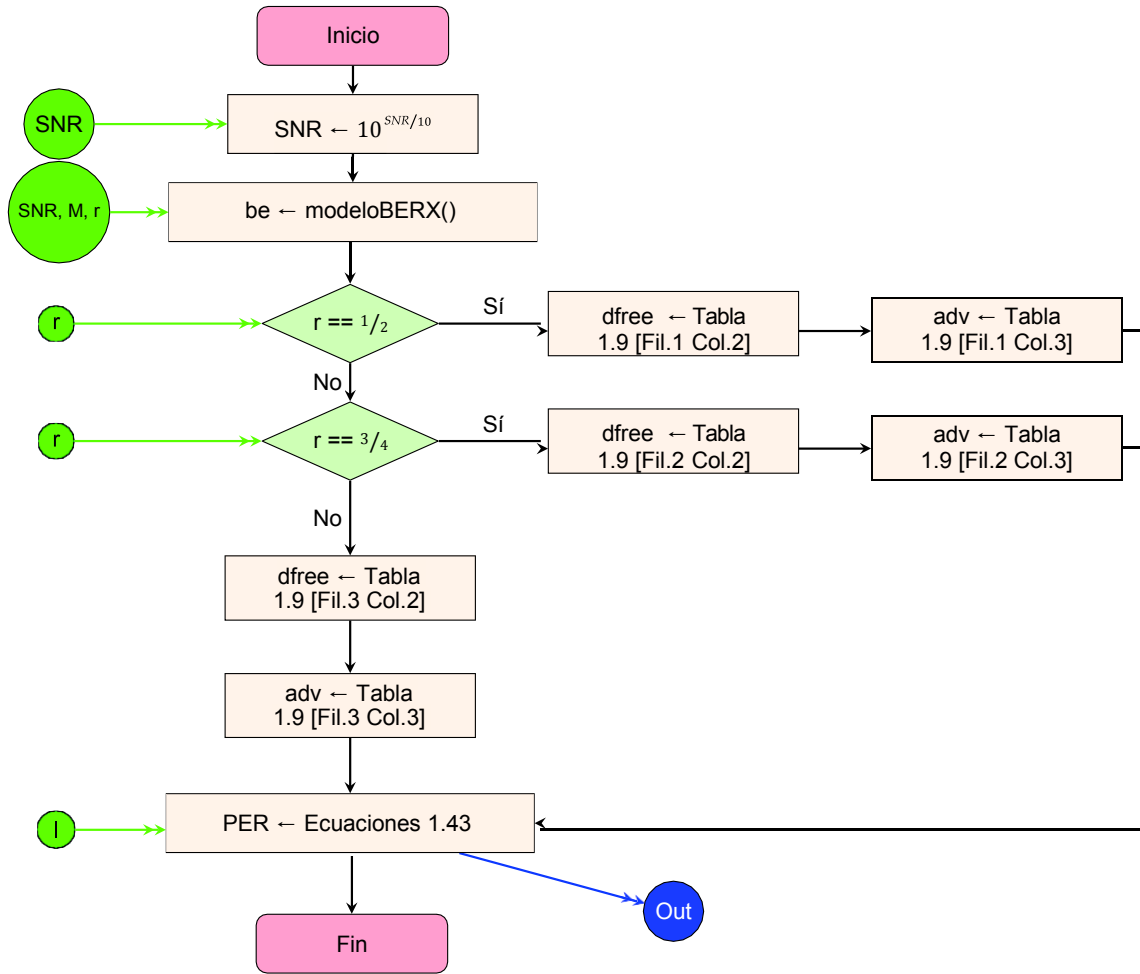 Inicio
SNR
SNR ← 10^SNR/10
SNR, M, r
be ← modeloBERX()
r
r == 1/2
Sí
dfree ← Tabla
1.9 [Fil.1 Col.2]
adv ← Tabla
1.9 [Fil.1 Col.3]
No
r
r == 3/4
Sí
dfree ← Tabla
1.9 [Fil.2 Col.2]
adv ← Tabla
1.9 [Fil.2 Col.3]
No
dfree ← Tabla
1.9 [Fil.3 Col.2]
adv ← Tabla
1.9 [Fil.3 Col.3]
l
PER ← Ecuaciones 1.43
Out
Fin